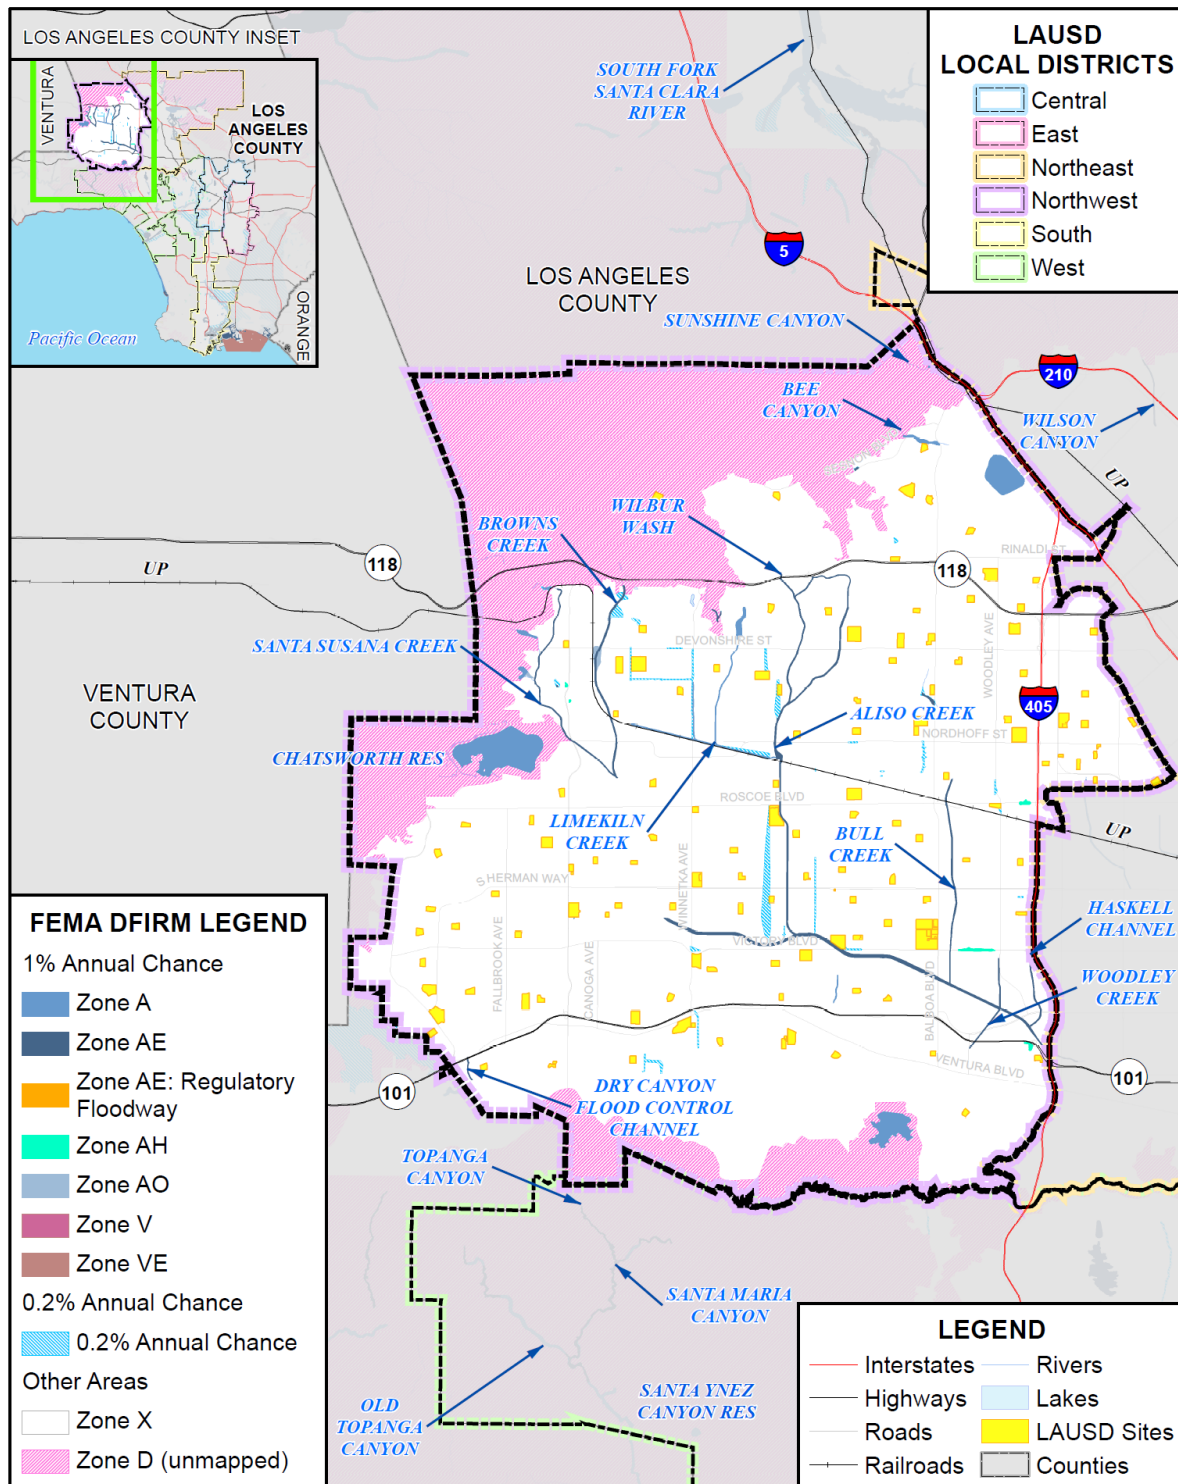 LOS ANGELES COUNTY INSET
VENTURA
LOS
ANGELES
COUNTY
Pacific Ocean
ORANGE
LAUSD
LOCAL DISTRICTS
Central
East
Northeast
Northwest
South
West
SOUTH FORK
SANTA CLARA
RIVER
5
LOS ANGELES
COUNTY
SUNSHINE CANYON
210
BEE
CANYON
WILSON
CANYON
UP
BROWNS
CREEK
WILBUR
WASH
RINALDI ST
UP
118
118
DEVONSHIRE ST
WOODLEY AVE
SANTA SUSANA CREEK
VENTURA
COUNTY
405
ALISO CREEK
NORDHOFF ST
CHATSWORTH RES
ROSCOE BLVD
LIMEKILN
CREEK
BULL
CREEK
UP
S HERMAN WAY
WINNETKA AVE
HASKELL
CHANNEL
FALLBROOK AVE
CANOGA AVE
VICTORY BLVD
BALBOA BLVD
WOODLEY
CREEK
VENTURA BLVD
101
101
DRY CANYON
FLOOD CONTROL
CHANNEL
TOPANGA
CANYON
SANTA MARIA
CANYON
SANTA YNEZ
CANYON RES
OLD
TOPANGA
CANYON
FEMA DFIRM LEGEND
1% Annual Chance
Zone A
Zone AE
Zone AE: Regulatory
Floodway
Zone AH
Zone AO
Zone V
Zone VE
0.2% Annual Chance
0.2% Annual Chance
Other Areas
Zone X
Zone D (unmapped)
LEGEND
Interstates
Rivers
Highways
Lakes
Roads
LAUSD Sites
Railroads
Counties